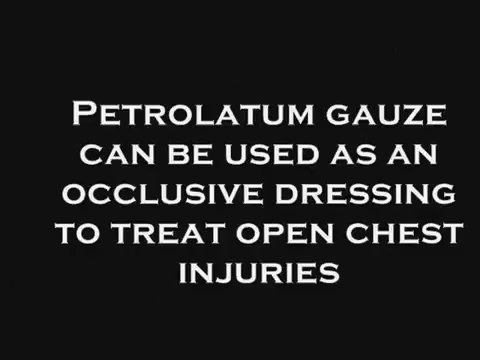 Petrolatum gauze
can be used as an
occlusive dressing
to treat open chest
injuries